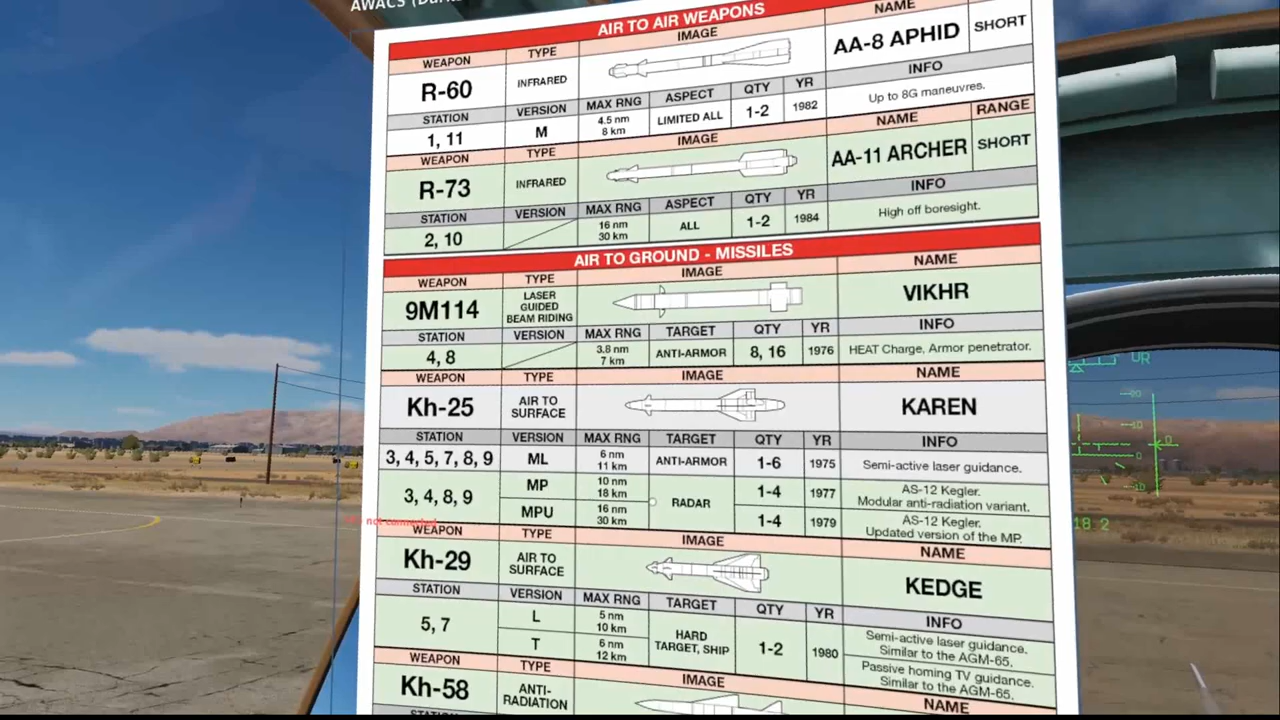 AWACS
AIR TO AIR WEAPONS
WEAPON TYPE IMAGE NAME
R-60 INFRARED AA-8 APHID SHORT
STATION VERSION MAX RNG ASPECT QTY YR INFO
1, 11 M 4.5 nm 8 km LIMITED ALL 1-2 1982 Up to 8G maneuvres.
WEAPON TYPE IMAGE NAME RANGE
R-73 INFRARED AA-11 ARCHER SHORT
STATION VERSION MAX RNG ASPECT QTY YR INFO
2, 10 16 nm 30 km ALL 1-2 1984 High off boresight.
AIR TO GROUND - MISSILES
WEAPON TYPE IMAGE NAME
9M114 LASER GUIDED BEAM RIDING VIKHR
STATION VERSION MAX RNG TARGET QTY YR INFO
4, 8 3.8 nm 7 km ANTI-ARMOR 8, 16 1976 HEAT Charge, Armor penetrator.
WEAPON TYPE IMAGE NAME
Kh-25 AIR TO SURFACE KAREN
STATION VERSION MAX RNG TARGET QTY YR INFO
3, 4, 5, 7, 8, 9 ML 6 nm 11 km ANTI-ARMOR 1-6 1975 Semi-active laser guidance.
3, 4, 8, 9 MP 10 nm 18 km RADAR 1-4 1977 AS-12 Kegler. Modular anti-radiation variant.
MPU 16 nm 30 km 1-4 1979 AS-12 Kegler. Updated version of the MP.
WEAPON TYPE IMAGE NAME
Kh-29 AIR TO SURFACE KEDGE
STATION VERSION MAX RNG TARGET QTY YR INFO
5, 7 L 5 nm 10 km HARD TARGET, SHIP 1-2 1980 Semi-active laser guidance. Similar to the AGM-65.
T 6 nm 12 km Passive homing TV guidance. Similar to the AGM-65.
WEAPON TYPE IMAGE NAME
Kh-58 ANTI-RADIATION
not connected
18.2